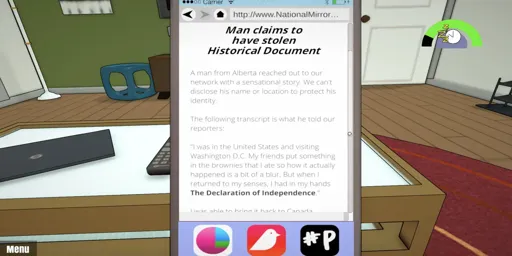 Carrier
http://www.NationalMirror...
Man claims to
have stolen
Historical Document
A man from Alberta reached out to our
network with a sensational story. We can't
disclose his name or location to protect his
identity.
The following transcript is what he told our
reporters:
"I was in the United States and visiting
Washington D.C. My friends put something
in the brownies that I ate so how it actually
happened is a bit of a blur. But when I
returned to my senses, I had in my hands
The Declaration of Independence."
I was able to bring it back to Canada
#P
Menu